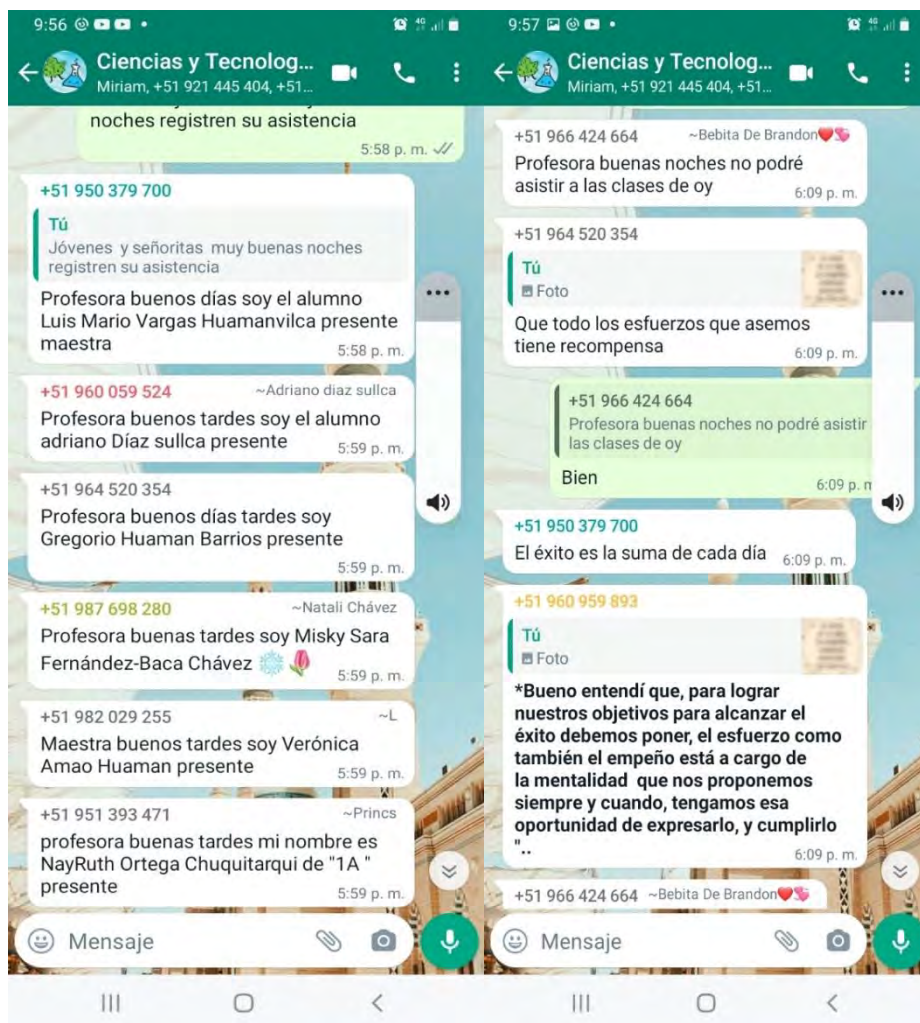 9:56
4G
Ciencias y Tecnolog...
Miriam, +51 921 445 404, +51...
noches registren su asistencia
5:58 p. m.
+51 950 379 700
Tú
Jóvenes y señoritas muy buenas noches
registren su asistencia
Profesora buenos días soy el alumno
Luis Mario Vargas Huamanvilca presente
maestra
5:58 p. m.
+51 960 059 524 ~Adriano diaz sullca
Profesora buenos tardes soy el alumno
adriano Díaz sullca presente
5:59 p. m.
+51 964 520 354
Profesora buenos días tardes soy
Gregorio Huaman Barrios presente
5:59 p. m.
+51 987 698 280 ~Natali Chávez
Profesora buenas tardes soy Misky Sara
Fernández-Baca Chávez ❄️🌷
5:59 p. m.
+51 982 029 255 ~L
Maestra buenos tardes soy Verónica
Amao Huaman presente
5:59 p. m.
+51 951 393 471 ~Princs
profesora buenas tardes mi nombre es
NayRuth Ortega Chuquitarqui de "1A "
presente
5:59 p. m.
Mensaje
9:57
4G
Ciencias y Tecnolog...
Miriam, +51 921 445 404, +51...
+51 966 424 664 ~Bebita De Brandon❤️💞
Profesora buenas noches no podré
asistir a las clases de oy
6:09 p. m.
+51 964 520 354
Tú
Foto
Que todo los esfuerzos que asemos
tiene recompensa
6:09 p. m.
+51 966 424 664
Profesora buenas noches no podré asistir
las clases de oy
Bien
6:09 p. m
+51 950 379 700
El éxito es la suma de cada día
6:09 p. m.
+51 960 959 893
Tú
Foto
*Bueno entendí que, para lograr
nuestros objetivos para alcanzar el
éxito debemos poner, el esfuerzo como
también el empeño está a cargo de
la mentalidad que nos proponemos
siempre y cuando, tengamos esa
oportunidad de expresarlo, y cumplirlo
"..
6:09 p. m.
+51 966 424 664 ~Bebita De Brandon❤️💞
Mensaje